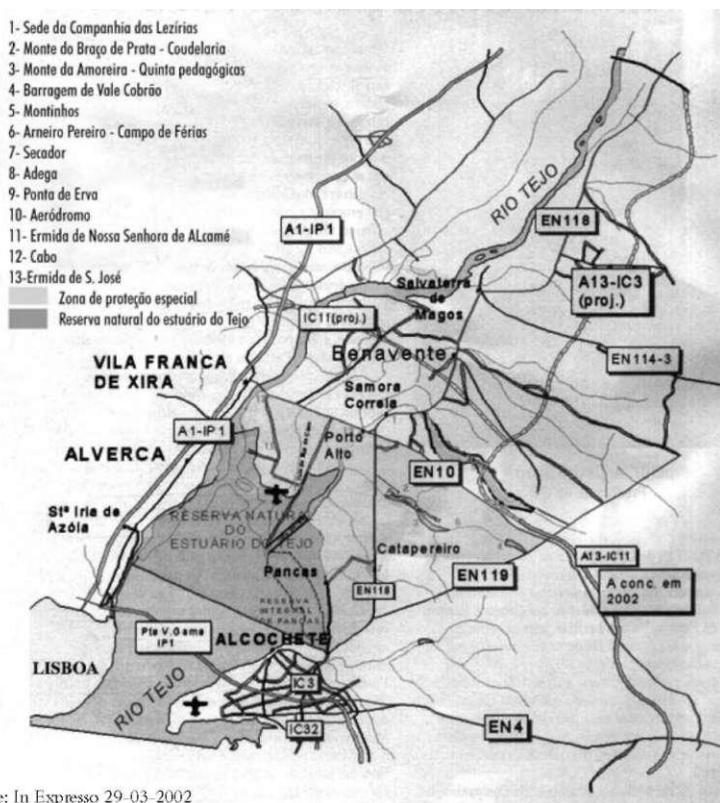 1- Sede da Companhia das Lezírias
2- Monte do Braço de Prata - Coudelaria
3- Monte da Amoreira - Quinta pedagógicas
4- Barragem de Vale Cobrão
5- Montinhos
6- Arneiro Pereiro - Campo de Férias
7- Secador
8- Adega
9- Ponta de Erva
10- Aeródromo
11- Ermida de Nossa Senhora de ALcamé
12- Cabo
13-Ermida de S. José
Zona de proteção especial
Reserva natural do estuário do Tejo
RIO TEJO
EN118
A1-IP1
A13-IC3
(proj.)
Salvaterra
de
Magos
IC11(proj.)
Benavente
EN114-3
VILA FRANCA
DE XIRA
Samora
Correia
A1-IP1
Porto
Alto
ALVERCA
EN10
Stª Iria de
Azóia
RESERVA NATURAL
DO
ESTUÁRIO DO TEJO
Catapereiro
A13-IC11
Pancas
EN119
A conc. em
2002
EN118
RESERVA
INTEGRAL
DE PANCAS
Pte V.Gama
IP1
ALCOCHETE
LISBOA
IC3
RIO TEJO
IC32
EN4
e: In Expresso 29-03-2002